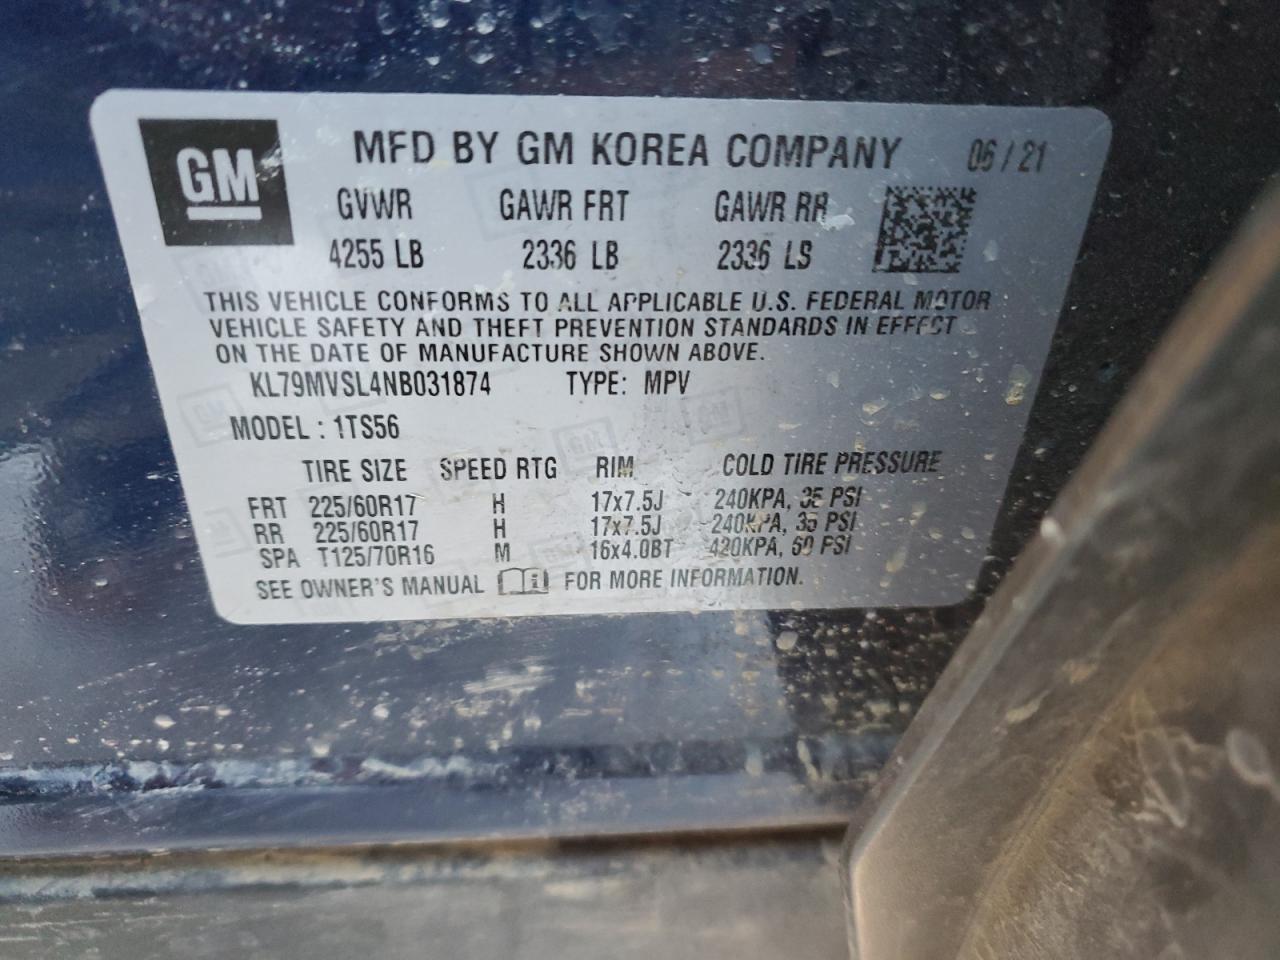 GM
MFD BY GM KOREA COMPANY 06/21
GVWR GAWR FRT GAWR RR
4255 LB 2336 LB 2336 LB
THIS VEHICLE CONFORMS TO ALL APPLICABLE U.S. FEDERAL MOTOR
VEHICLE SAFETY AND THEFT PREVENTION STANDARDS IN EFFECT
ON THE DATE OF MANUFACTURE SHOWN ABOVE.
KL79MVSL4NB031874 TYPE: MPV
MODEL : 1TS56
TIRE SIZE SPEED RTG RIM COLD TIRE PRESSURE
FRT 225/60R17 H 17x7.5J 240KPA, 35 PSI
RR 225/60R17 H 17x7.5J 240KPA, 35 PSI
SPA T125/70R16 M 16x4.0BT 420KPA, 60 PSI
SEE OWNER'S MANUAL FOR MORE INFORMATION.